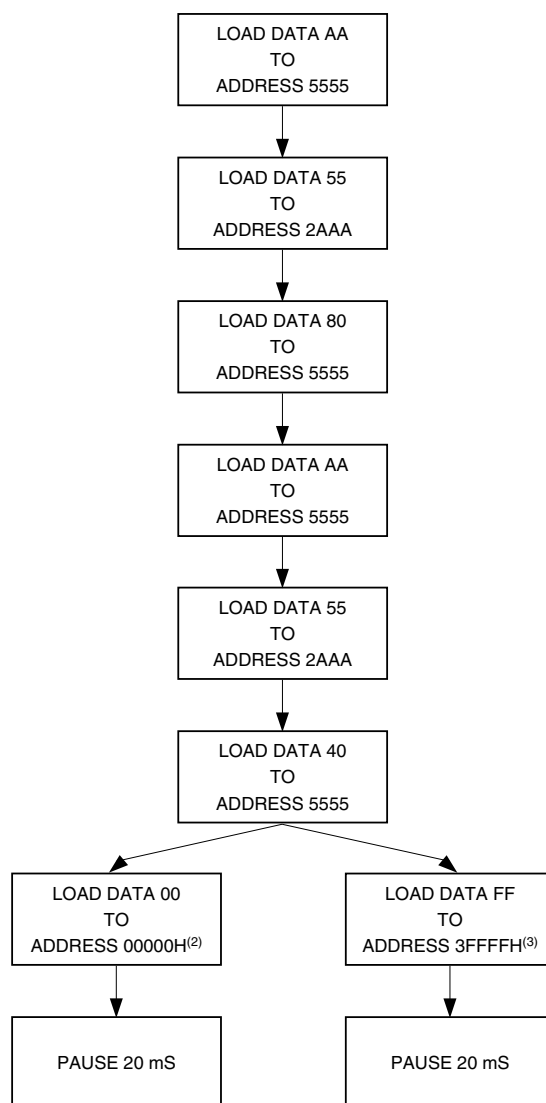 LOAD DATA AA
TO
ADDRESS 5555
LOAD DATA 55
TO
ADDRESS 2AAA
LOAD DATA 80
TO
ADDRESS 5555
LOAD DATA AA
TO
ADDRESS 5555
LOAD DATA 55
TO
ADDRESS 2AAA
LOAD DATA 40
TO
ADDRESS 5555
LOAD DATA 00
TO
ADDRESS 00000H(2)
LOAD DATA FF
TO
ADDRESS 3FFFFH(3)
PAUSE 20 mS
PAUSE 20 mS